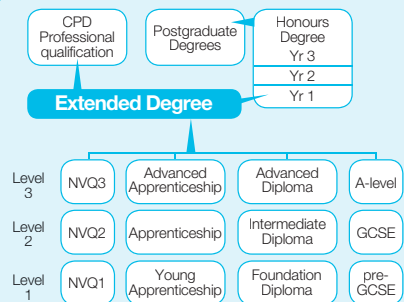 CPD
Professional
qualification
Postgraduate
Degrees
Honours
Degree
Yr 3
Yr 2
Yr 1
Extended Degree
Level
3
NVQ3
Advanced
Apprenticeship
Advanced
Diploma
A-level
Level
2
NVQ2
Apprenticeship
Intermediate
Diploma
GCSE
Level
1
NVQ1
Young
Apprenticeship
Foundation
Diploma
pre-
GCSE